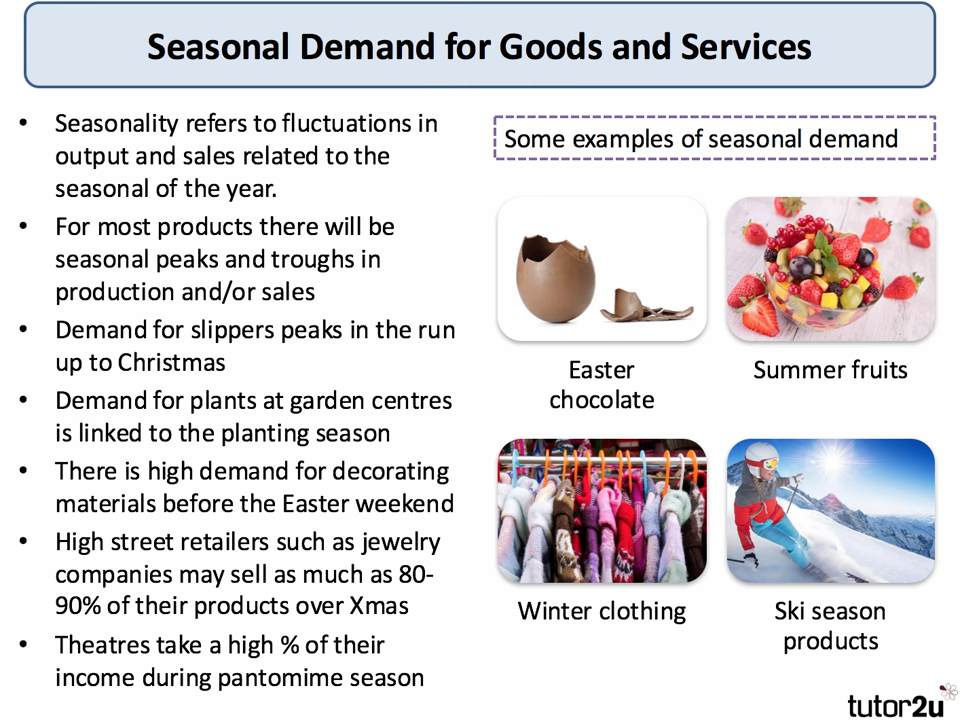 Seasonal Demand for Goods and Services
• Seasonality refers to fluctuations in
output and sales related to the
seasonal of the year.
• For most products there will be
seasonal peaks and troughs in
production and/or sales
• Demand for slippers peaks in the run
up to Christmas
• Demand for plants at garden centres
is linked to the planting season
• There is high demand for decorating
materials before the Easter weekend
• High street retailers such as jewelry
companies may sell as much as 80-
90% of their products over Xmas
• Theatres take a high % of their
income during pantomime season
Some examples of seasonal demand
Easter
chocolate
Summer fruits
Winter clothing
Ski season
products
tutor2u